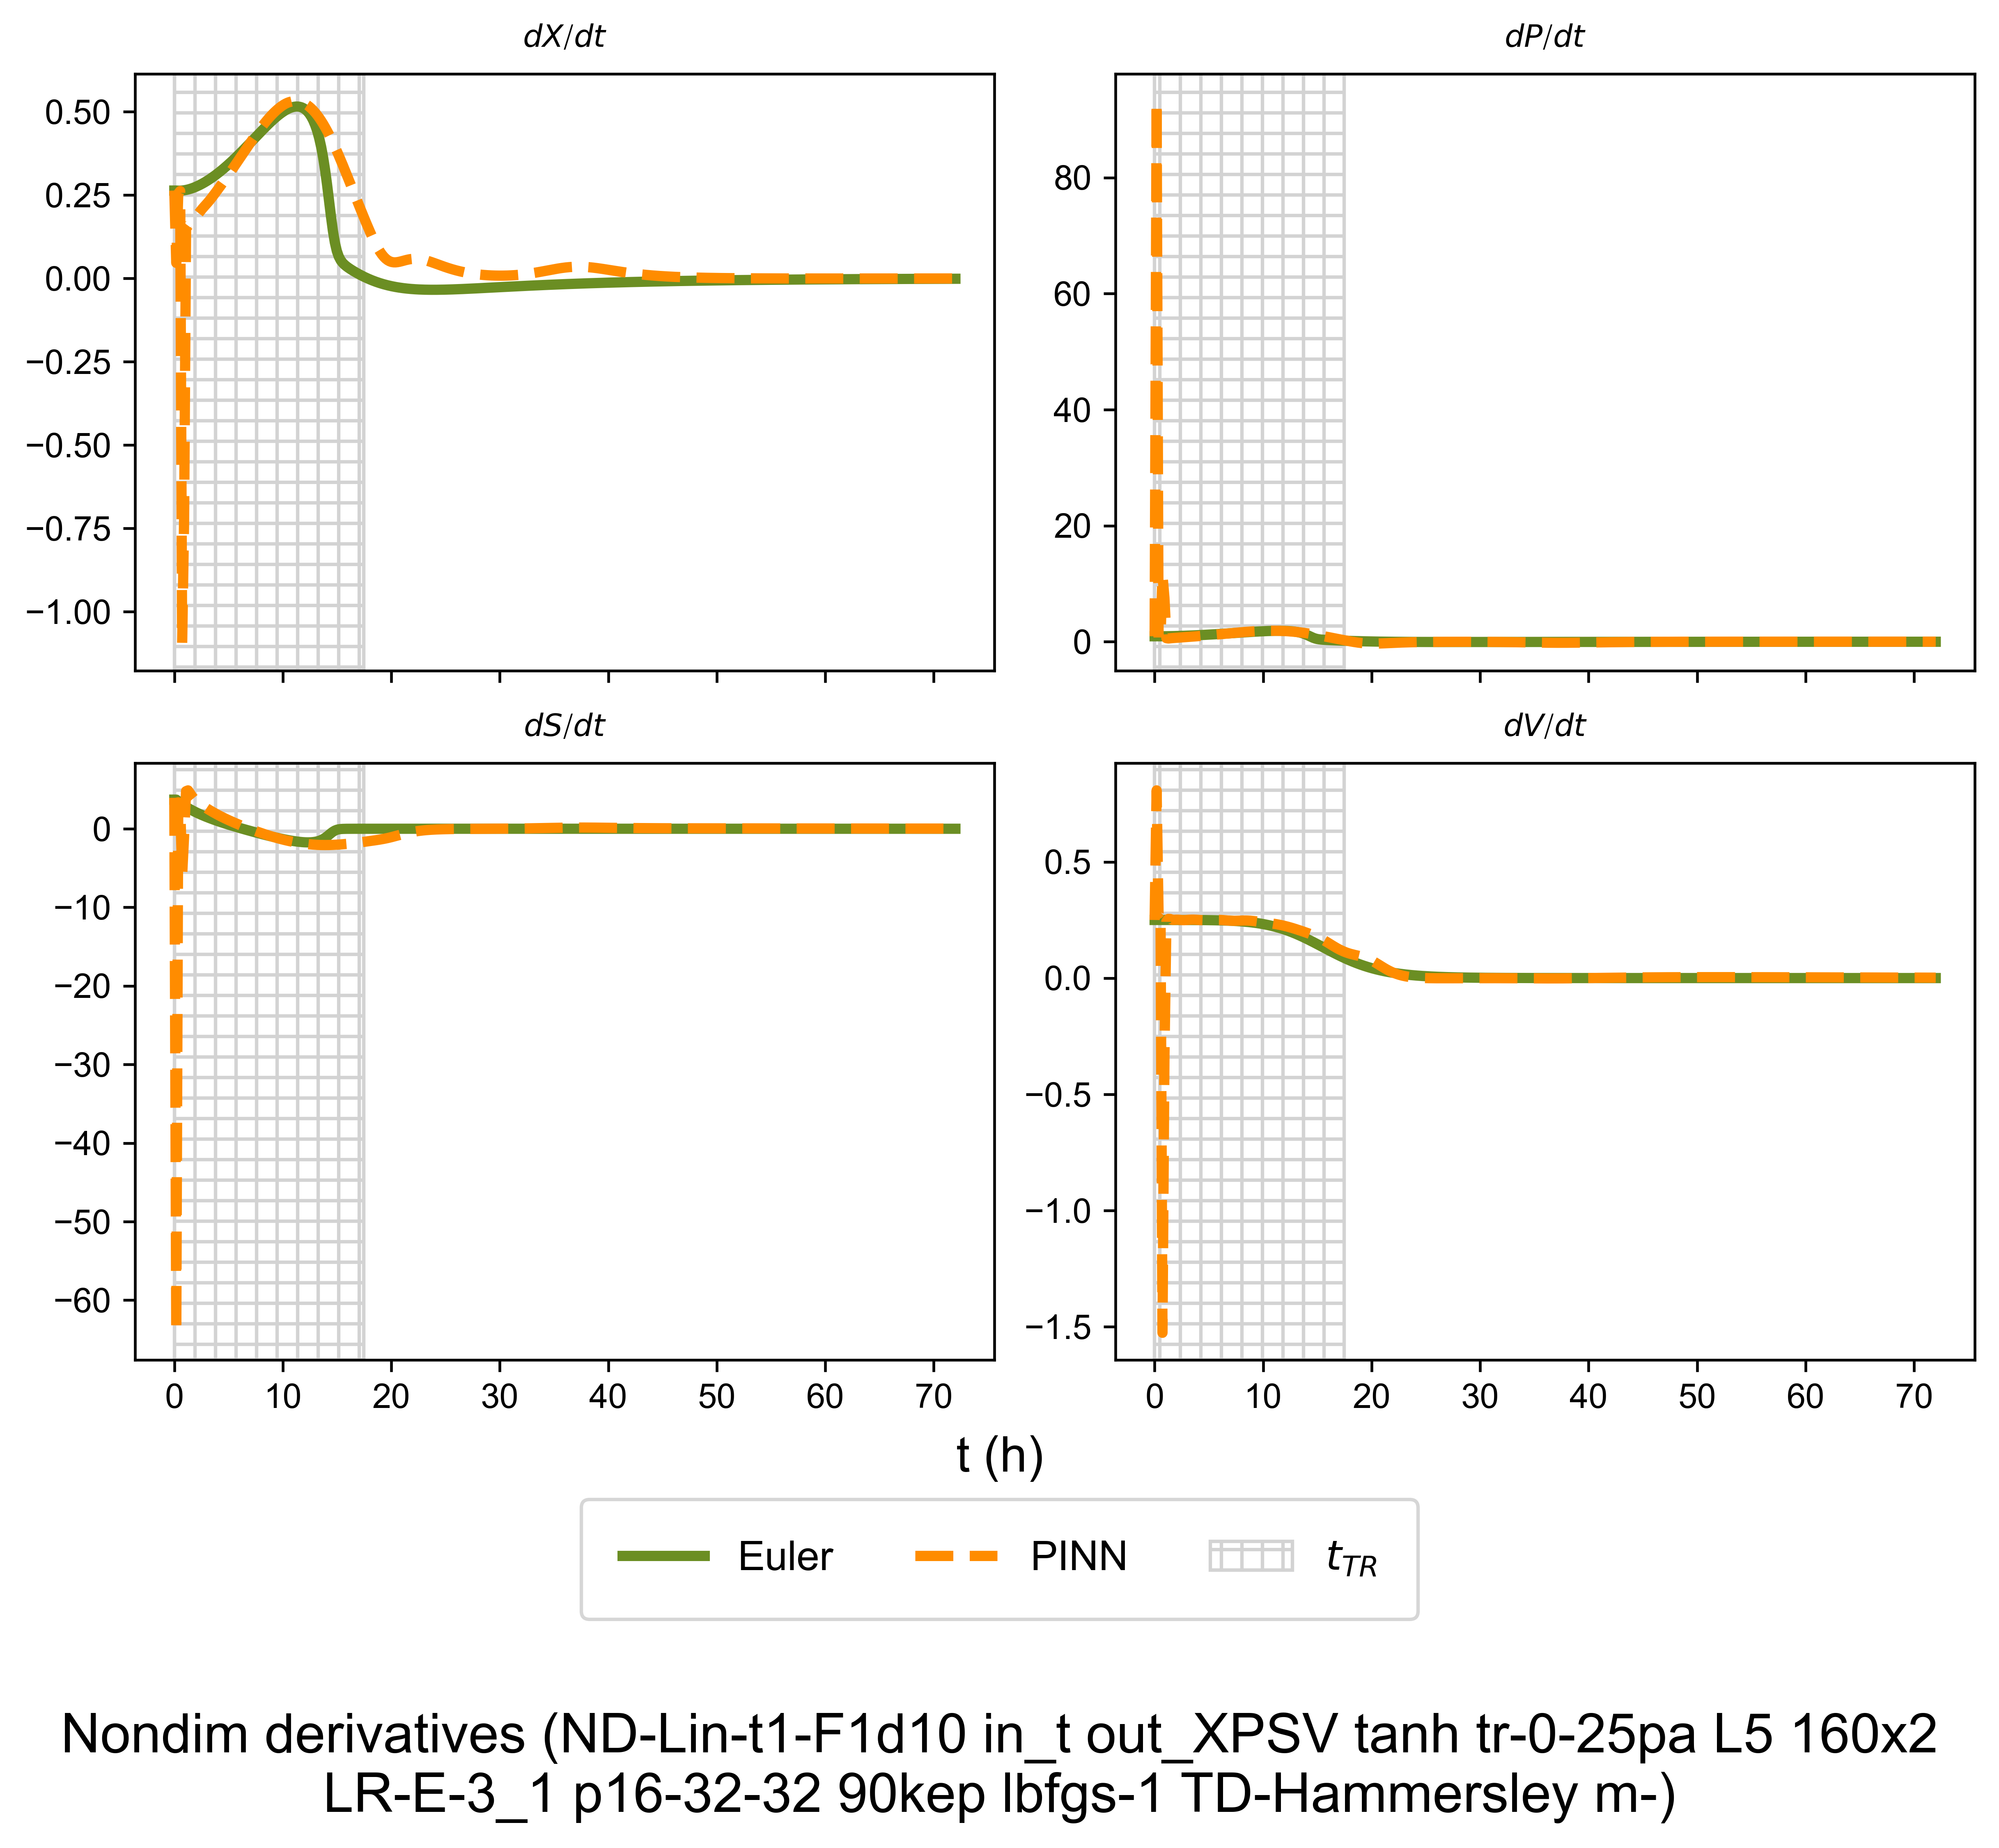 dX/dt
dP/dt
0.50
0.25
0.00
−0.25
−0.50
−0.75
−1.00
80
60
40
20
0
dS/dt
dV/dt
0
−10
−20
−30
−40
−50
−60
0 10 20 30 40 50 60 70
0.5
0.0
−0.5
−1.0
−1.5
0 10 20 30 40 50 60 70
t (h)
Euler PINN t_{TR}
Nondim derivatives (ND-Lin-t1-F1d10 in_t out_XPSV tanh tr-0-25pa L5 160x2
LR-E-3_1 p16-32-32 90kep lbfgs-1 TD-Hammersley m-)